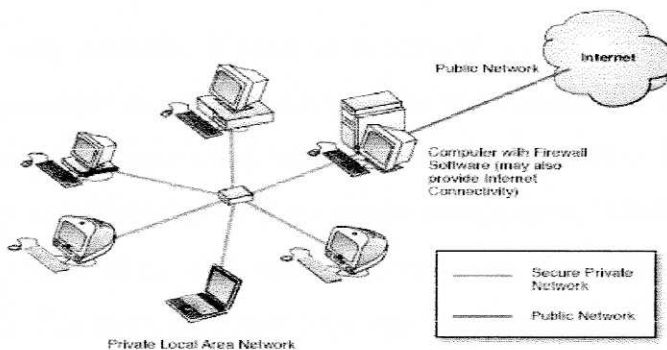 Internet
Public Network
Computer with Firewall
Software (may also
provide Internet
Connectivity)
Secure Private
Network
Public Network
Private Local Area Network